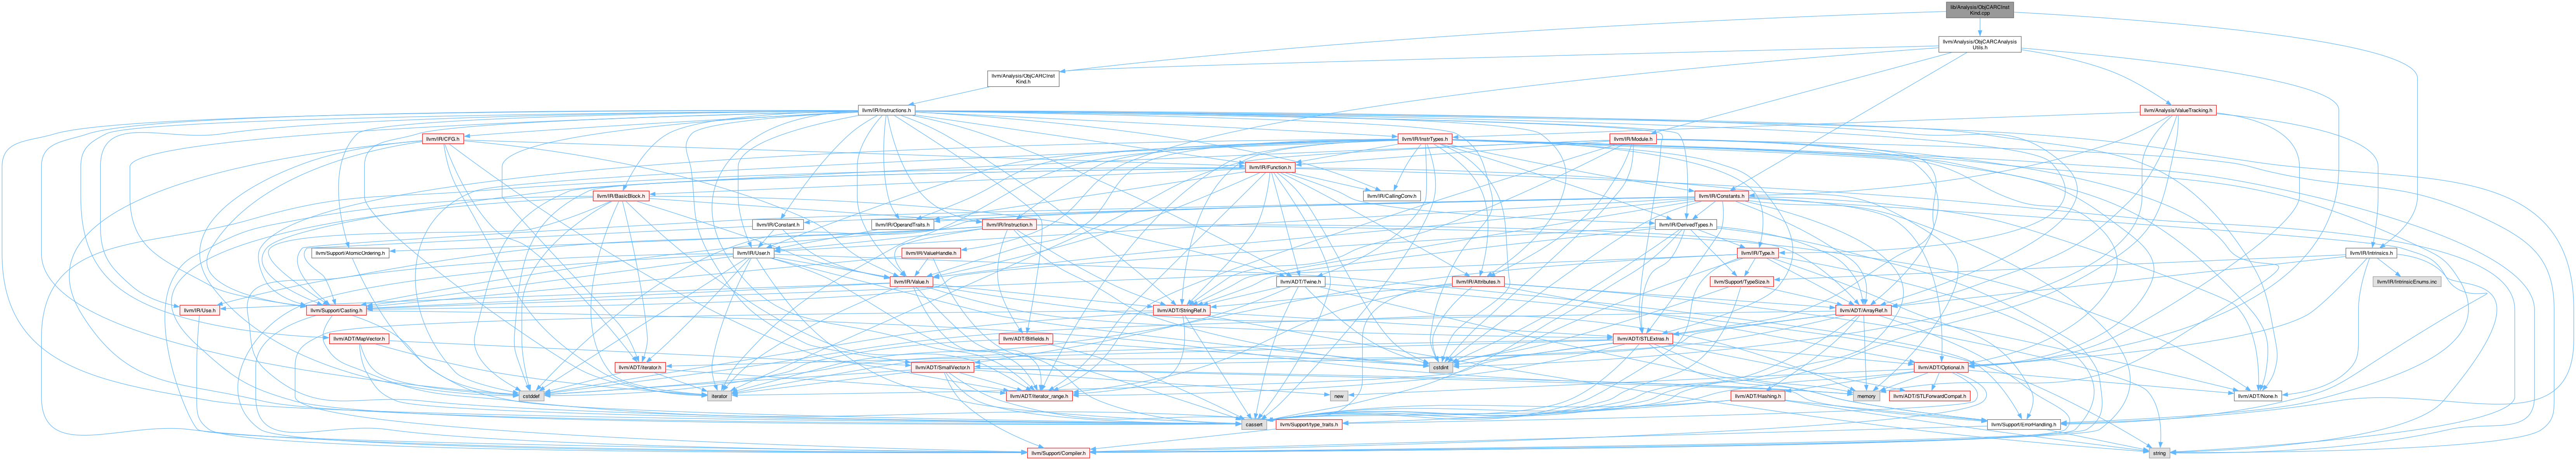 lib/Analysis/ObjCARCInst
Kind.cpp
llvm/Analysis/ObjCARCAnalysis
Utils.h
llvm/Analysis/ObjCARCInst
Kind.h
llvm/IR/Instructions.h
llvm/Analysis/ValueTracking.h
llvm/IR/CFG.h
llvm/IR/InstrTypes.h
llvm/IR/Module.h
llvm/IR/Function.h
llvm/IR/BasicBlock.h
llvm/IR/CallingConv.h
llvm/IR/Constants.h
llvm/IR/Constant.h
llvm/IR/OperandTraits.h
llvm/IR/Instruction.h
llvm/IR/DerivedTypes.h
llvm/Support/AtomicOrdering.h
llvm/IR/User.h
llvm/IR/ValueHandle.h
llvm/IR/Type.h
llvm/IR/Intrinsics.h
llvm/IR/Value.h
llvm/ADT/Twine.h
llvm/IR/Attributes.h
llvm/Support/TypeSize.h
llvm/IR/IntrinsicEnums.inc
llvm/IR/Use.h
llvm/Support/Casting.h
llvm/ADT/StringRef.h
llvm/ADT/ArrayRef.h
llvm/ADT/MapVector.h
llvm/ADT/Bitfields.h
llvm/ADT/STLExtras.h
llvm/ADT/iterator.h
llvm/ADT/SmallVector.h
cstdint
llvm/ADT/Optional.h
cstddef
iterator
llvm/ADT/iterator_range.h
new
memory
llvm/ADT/Hashing.h
llvm/ADT/STLForwardCompat.h
llvm/ADT/None.h
cassert
llvm/Support/type_traits.h
llvm/Support/ErrorHandling.h
llvm/Support/Compiler.h
string